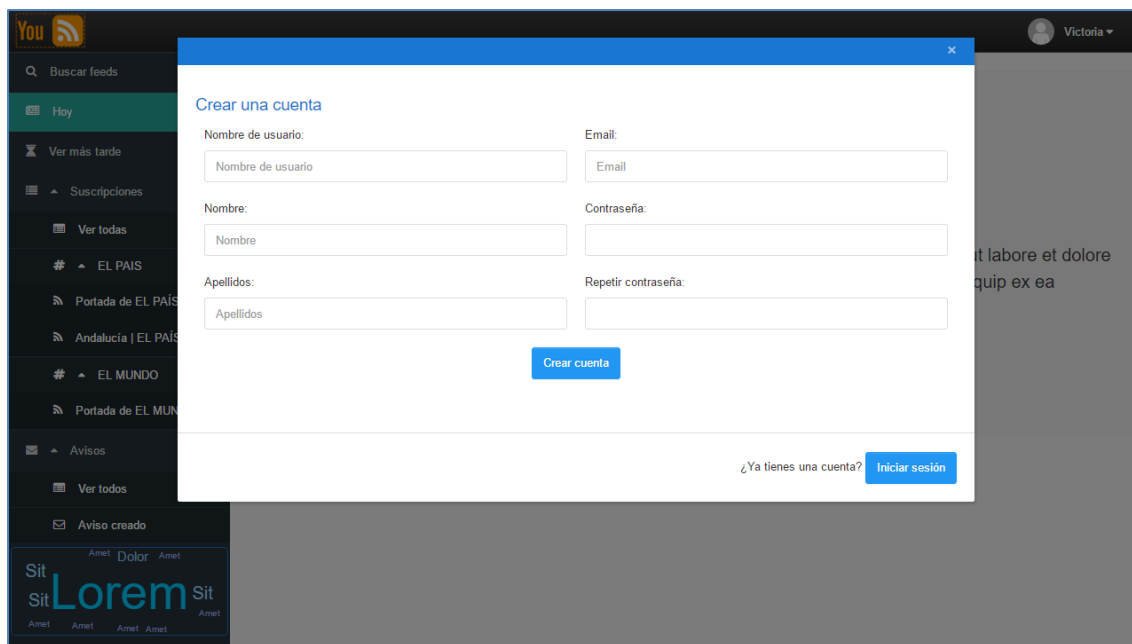 You
Victoria
×
Buscar feeds
Hoy
Ver más tarde
Suscripciones
Ver todas
# EL PAIS
Portada de EL PAÍS
Andalucía | EL PAÍS
# EL MUNDO
Portada de EL MUN
Avisos
Ver todos
Aviso creado
Amet Dolor Amet
Sit
Sit Lorem Sit
Amet
Amet Amet Amet Amet
Crear una cuenta
Nombre de usuario:
Nombre de usuario
Email:
Email
Nombre:
Nombre
Contraseña:
Apellidos:
Apellidos
Repetir contraseña:
Crear cuenta
¿Ya tienes una cuenta? Iniciar sesión
ut labore et dolore
quip ex ea